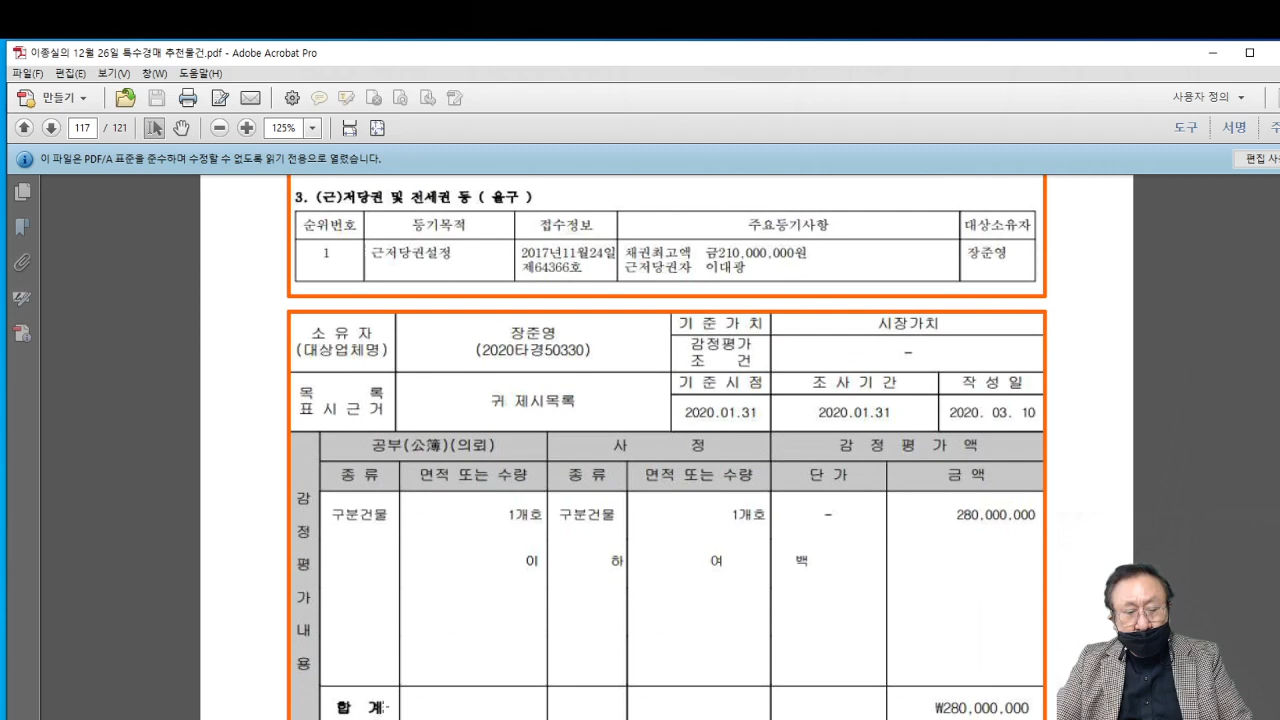 이종실의 12월 26일 특수경매 추천물건.pdf - Adobe Acrobat Pro
파일(F) 편집(E) 보기(V) 창(W) 도움말(H)
만들기 사용자 정의
117 / 121 125% 도구 서명
이 파일은 PDF/A 표준을 준수하며 수정할 수 없도록 읽기 전용으로 열렸습니다. 편집 사
3. (근)저당권 및 전세권 등 ( 을구 )
순위번호 등기목적 접수정보 주요등기사항 대상소유자
1 근저당권설정 2017년11월24일 채권최고액 금210,000,000원 장준영
제64366호 근저당권자 이대광
소 유 자 장준영 기 준 가 치 시장가치
(대상업체명) (2020타경50330) 감정평가 조 건 -
목 록 표 시 근 거 귀 제시목록 기 준 시 점 조 사 기 간 작 성 일
2020.01.31 2020.01.31 2020. 03. 10
감 정 평 가 내 용
공부(公簿)(의뢰) 사 정 감 정 평 가 액
종 류 면적 또는 수량 종 류 면적 또는 수량 단 가 금 액
구분건물 1개호 구분건물 1개호 - 280,000,000
이 하 여 백
합 계 ₩280,000,000